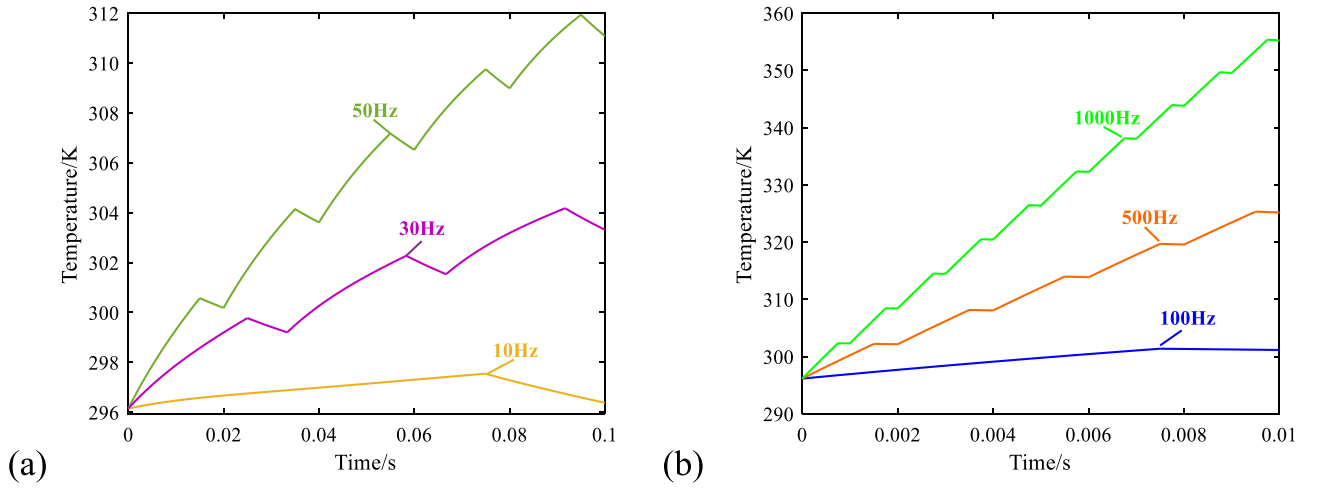 312
310
308
306
304
302
300
298
296
Temperature/K
50Hz
30Hz
10Hz
0 0.02 0.04 0.06 0.08 0.1
Time/s
(a)
360
350
340
330
320
310
300
290
Temperature/K
1000Hz
500Hz
100Hz
0 0.002 0.004 0.006 0.008 0.01
Time/s
(b)